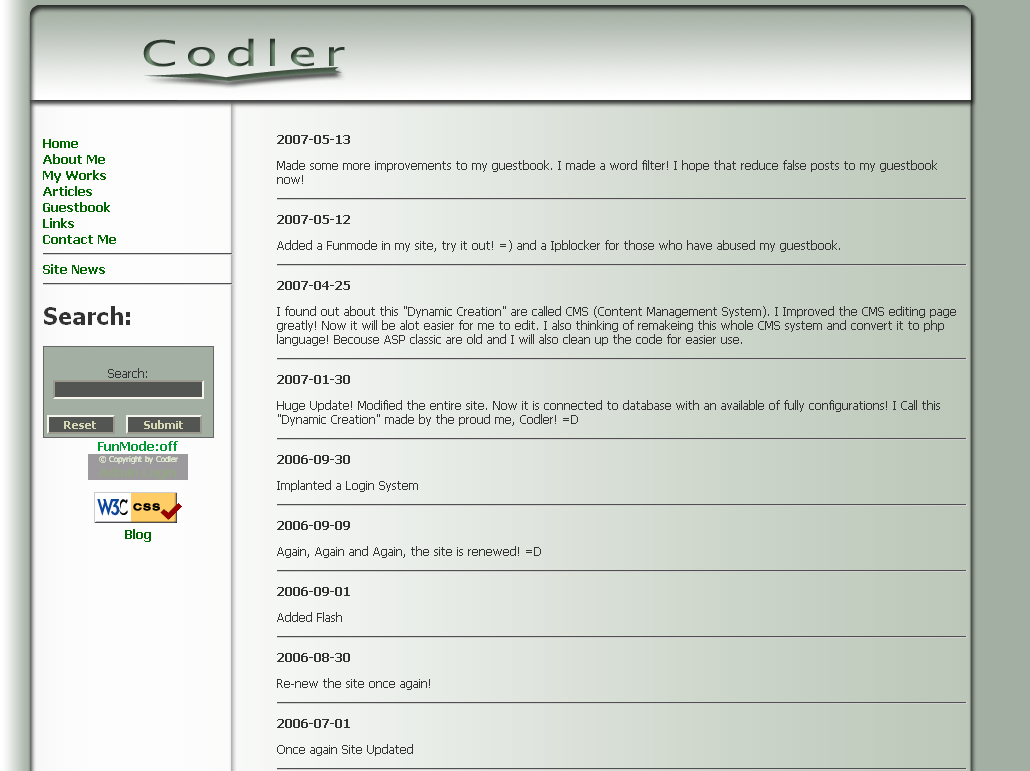 Codler
Home
About Me
My Works
Articles
Guestbook
Links
Contact Me
Site News
Search:
Search:
Reset Submit
FunMode:off
© Copyright by Codler
W3C css
Blog
2007-05-13
Made some more improvements to my guestbook. I made a word filter! I hope that reduce false posts to my guestbook
now!
2007-05-12
Added a Funmode in my site, try it out! =) and a Ipblocker for those who have abused my guestbook.
2007-04-25
I found out about this "Dynamic Creation" are called CMS (Content Management System). I Improved the CMS editing page
greatly! Now it will be alot easier for me to edit. I also thinking of remakeing this whole CMS system and convert it to php
language! Becouse ASP classic are old and I will also clean up the code for easier use.
2007-01-30
Huge Update! Modified the entire site. Now it is connected to database with an available of fully configurations! I Call this
"Dynamic Creation" made by the proud me, Codler! =D
2006-09-30
Implanted a Login System
2006-09-09
Again, Again and Again, the site is renewed! =D
2006-09-01
Added Flash
2006-08-30
Re-new the site once again!
2006-07-01
Once again Site Updated